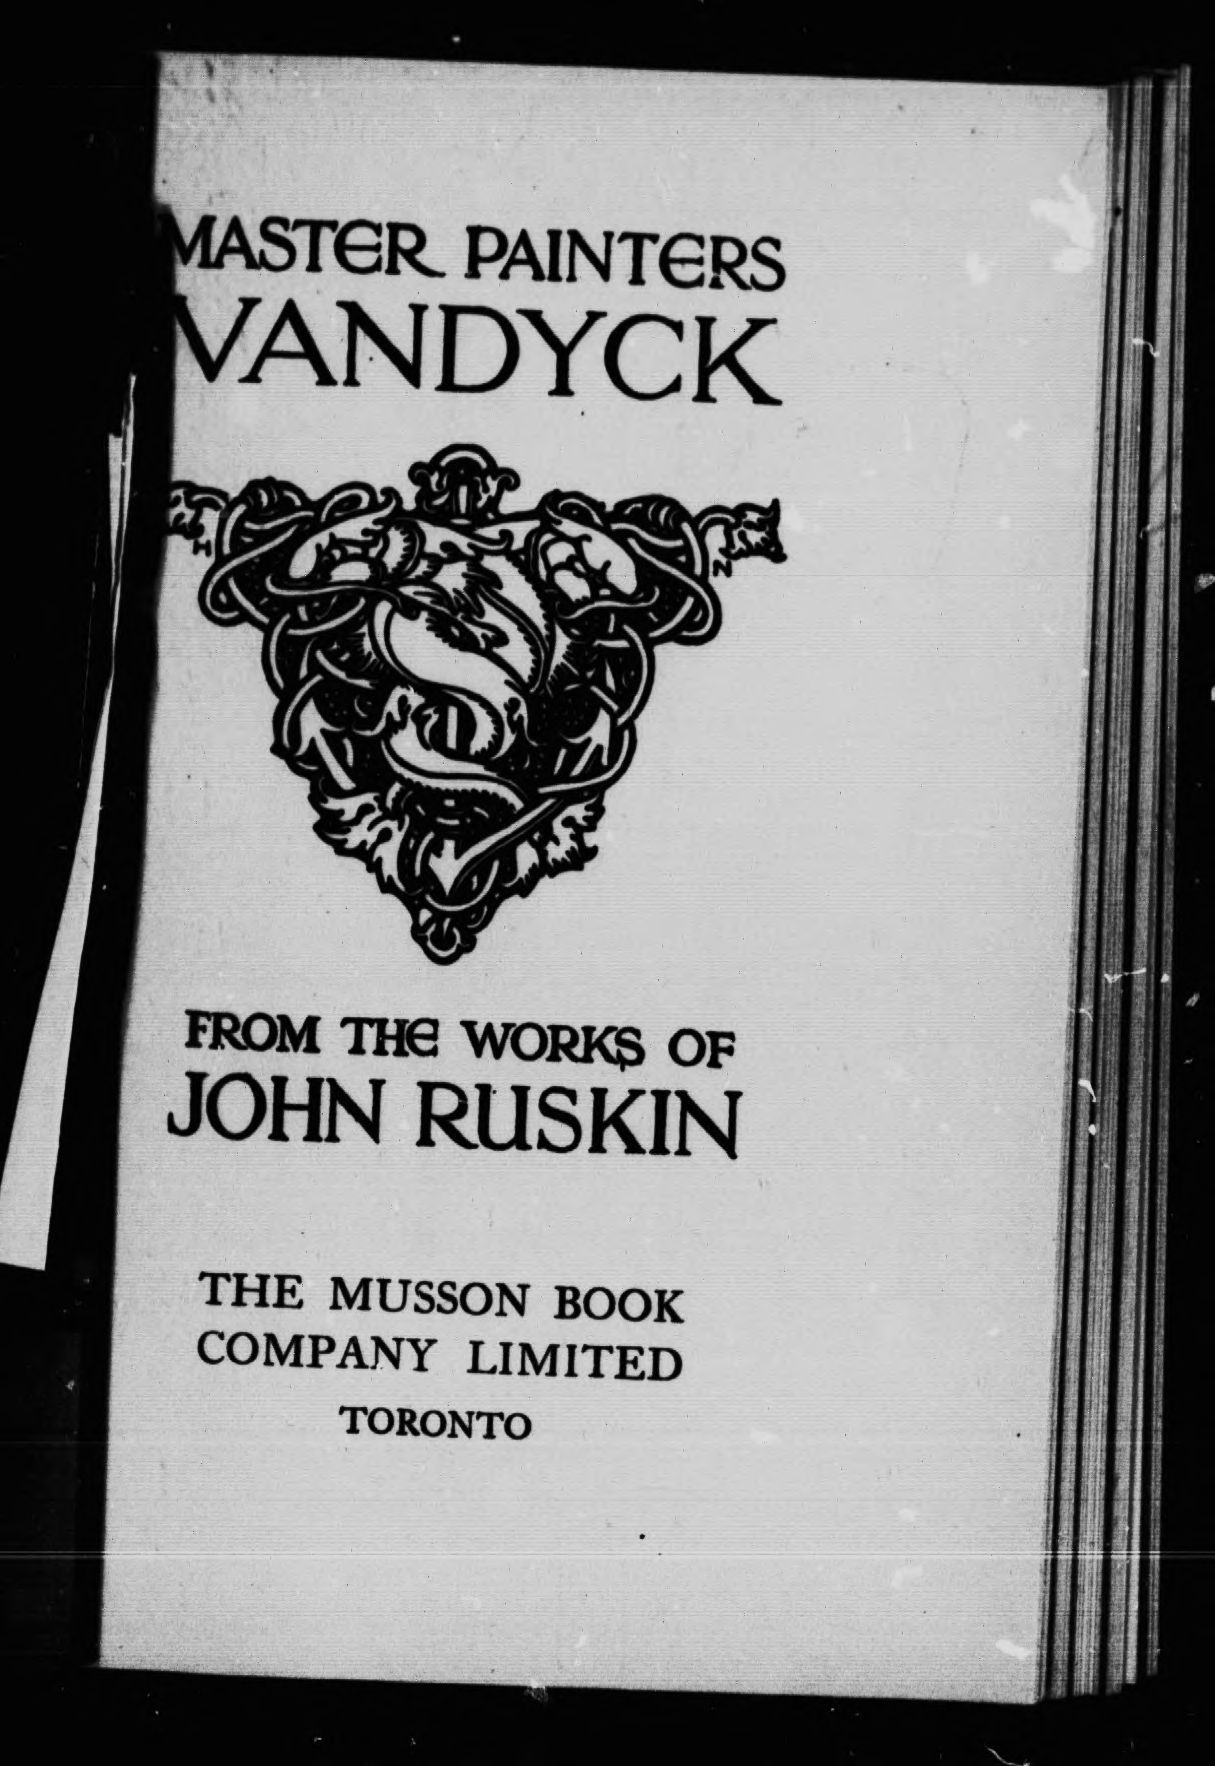 MASTER PAINTERS
VANDYCK
H N
FROM THE WORKS OF
JOHN RUSKIN
THE MUSSON BOOK
COMPANY LIMITED
TORONTO